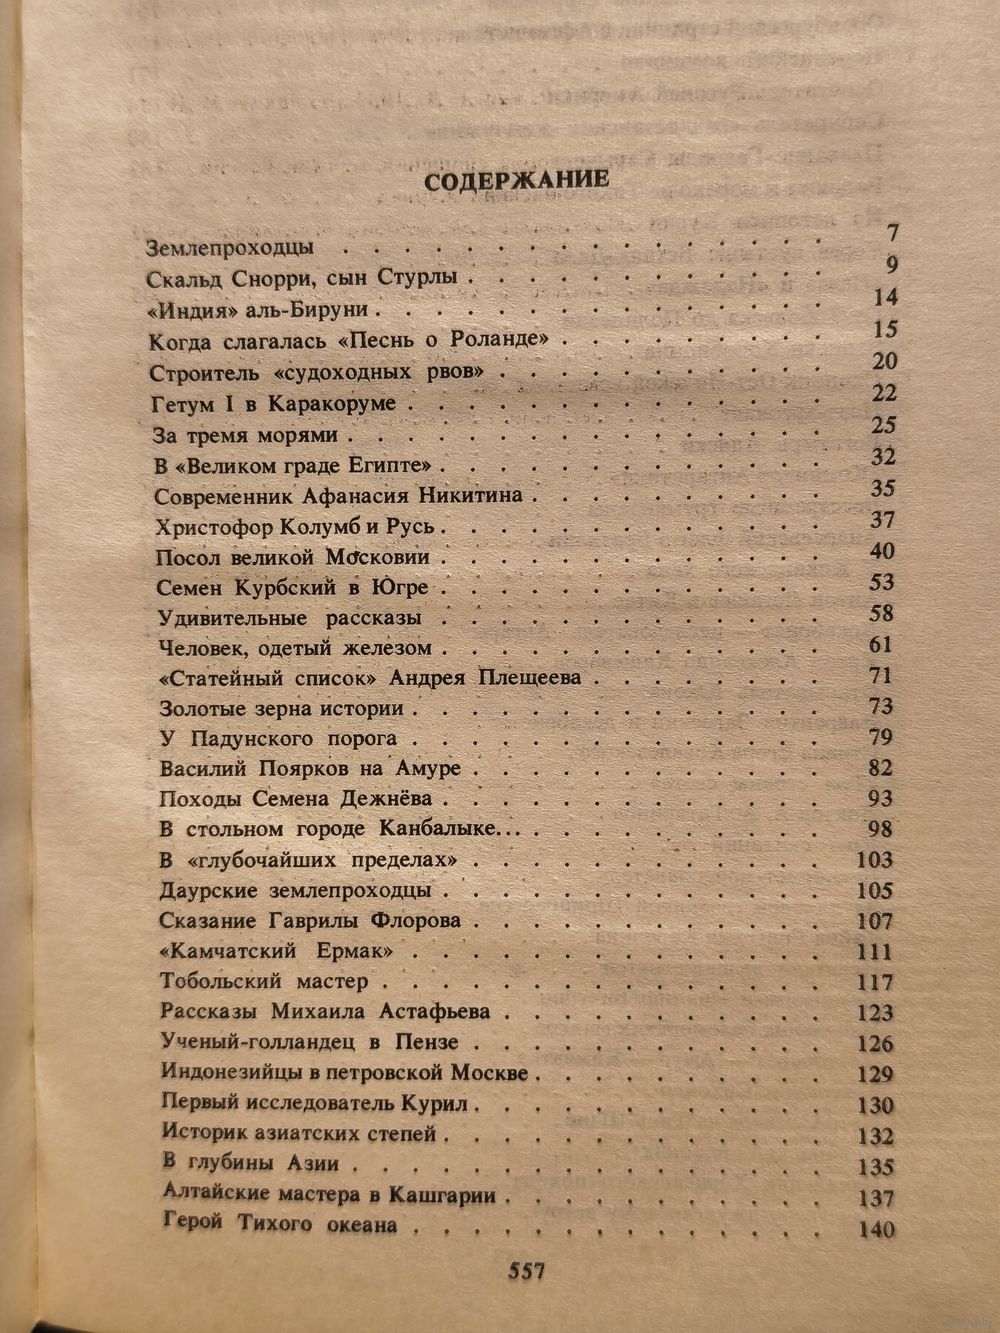 СОДЕРЖАНИЕ
Землепроходцы . . . . . . . . . . . . . . . . 7
Скальд Снорри, сын Стурлы . . . . . . . . . . . . 9
«Индия» аль-Бируни . . . . . . . . . . . . . . . 14
Когда слагалась «Песнь о Роланде» . . . . . . . . . 15
Строитель «судоходных рвов» . . . . . . . . . . . 20
Гетум I в Каракоруме . . . . . . . . . . . . . . 22
За тремя морями . . . . . . . . . . . . . . . . 25
В «Великом граде Египте» . . . . . . . . . . . . . 32
Современник Афанасия Никитина . . . . . . . . . . 35
Христофор Колумб и Русь . . . . . . . . . . . . . 37
Посол великой Московии . . . . . . . . . . . . . 40
Семен Курбский в Югре . . . . . . . . . . . . . 53
Удивительные рассказы . . . . . . . . . . . . . 58
Человек, одетый железом . . . . . . . . . . . . . 61
«Статейный список» Андрея Плещеева . . . . . . . . 71
Золотые зерна истории . . . . . . . . . . . . . . 73
У Падунского порога . . . . . . . . . . . . . . 79
Василий Поярков на Амуре . . . . . . . . . . . . 82
Походы Семена Дежнёва . . . . . . . . . . . . . 93
В стольном городе Канбалыке... . . . . . . . . . . 98
В «глубочайших пределах» . . . . . . . . . . . . 103
Даурские землепроходцы . . . . . . . . . . . . . 105
Сказание Гаврилы Флорова . . . . . . . . . . . . 107
«Камчатский Ермак» . . . . . . . . . . . . . . 111
Тобольский мастер . . . . . . . . . . . . . . . 117
Рассказы Михаила Астафьева . . . . . . . . . . . 123
Ученый-голландец в Пензе . . . . . . . . . . . . 126
Индонезийцы в петровской Москве . . . . . . . . . . 129
Первый исследователь Курил . . . . . . . . . . . . 130
Историк азиатских степей . . . . . . . . . . . . . 132
В глубины Азии . . . . . . . . . . . . . . . . 135
Алтайские мастера в Кашгарии . . . . . . . . . . . 137
Герой Тихого океана . . . . . . . . . . . . . . 140
557